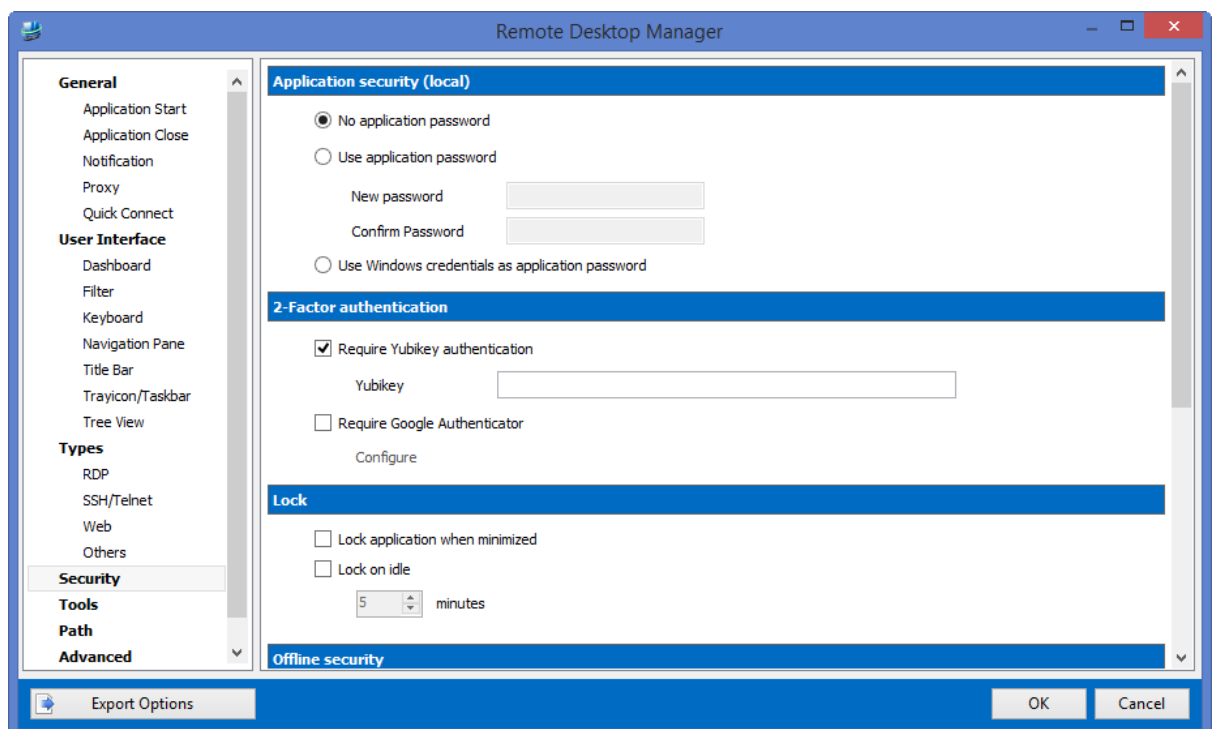 Remote Desktop Manager
General
Application Start
Application Close
Notification
Proxy
Quick Connect
User Interface
Dashboard
Filter
Keyboard
Navigation Pane
Title Bar
Trayicon/Taskbar
Tree View
Types
RDP
SSH/Telnet
Web
Others
Security
Tools
Path
Advanced
Application security (local)
No application password
Use application password
New password
Confirm Password
Use Windows credentials as application password
2-Factor authentication
Require Yubikey authentication
Yubikey
Require Google Authenticator
Configure
Lock
Lock application when minimized
Lock on idle
5 minutes
Offline security
Export Options
OK Cancel